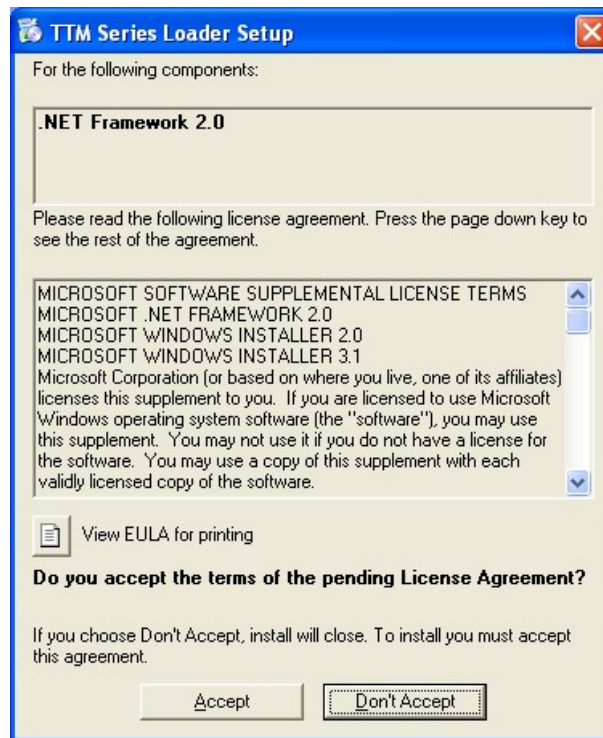 TTM Series Loader Setup
For the following components:
.NET Framework 2.0
Please read the following license agreement. Press the page down key to
see the rest of the agreement.
MICROSOFT SOFTWARE SUPPLEMENTAL LICENSE TERMS
MICROSOFT .NET FRAMEWORK 2.0
MICROSOFT WINDOWS INSTALLER 2.0
MICROSOFT WINDOWS INSTALLER 3.1
Microsoft Corporation (or based on where you live, one of its affiliates)
licenses this supplement to you.  If you are licensed to use Microsoft
Windows operating system software (the "software"), you may use
this supplement.  You may not use it if you do not have a license for
the software.  You may use a copy of this supplement with each
validly licensed copy of the software.
View EULA for printing
Do you accept the terms of the pending License Agreement?
If you choose Don't Accept, install will close. To install you must accept
this agreement.
Accept
Don't Accept